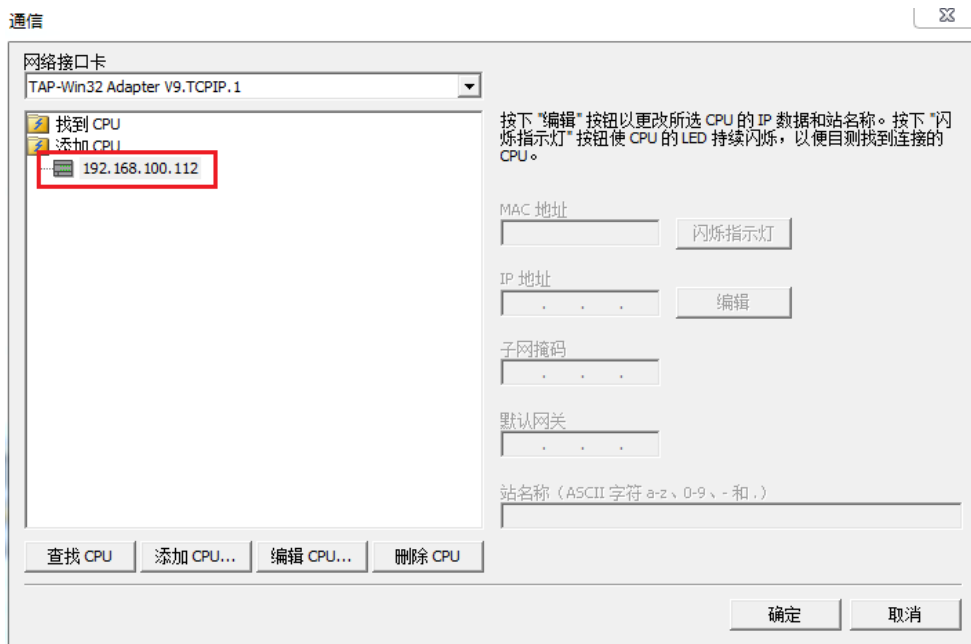 通信
网络接口卡
TAP-Win32 Adapter V9.TCPIP.1
找到 CPU
添加 CPU
192.168.100.112
按下 "编辑" 按钮以更改所选 CPU 的 IP 数据和站名称。按下 "闪
烁指示灯" 按钮使 CPU 的 LED 持续闪烁，以便目测找到连接的
CPU。
MAC 地址
闪烁指示灯
IP 地址
编辑
子网掩码
默认网关
站名称（ASCII 字符 a-z、0-9、- 和 .）
查找 CPU
添加 CPU...
编辑 CPU...
删除 CPU
确定
取消